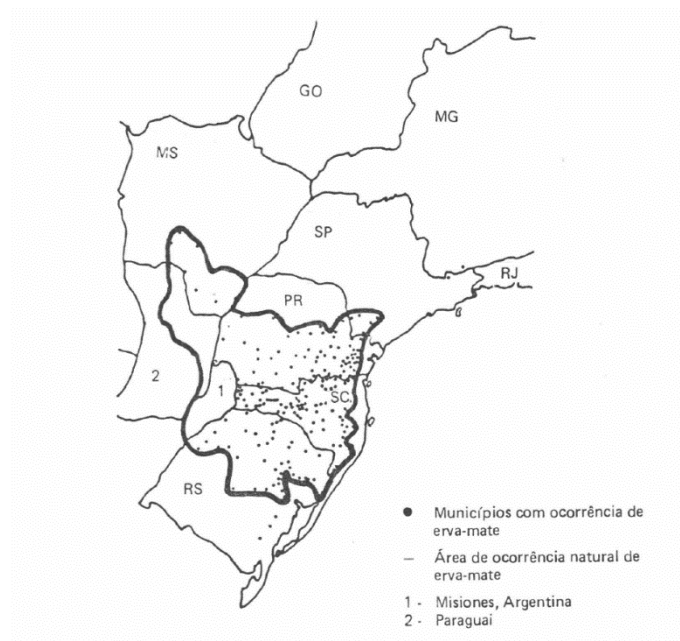 GO
MG
MS
SP
RJ
PR
2
1
SC
RS
Municípios com ocorrência de
erva-mate
Área de ocorrência natural de
erva-mate
1 - Misiones, Argentina
2 - Paraguai